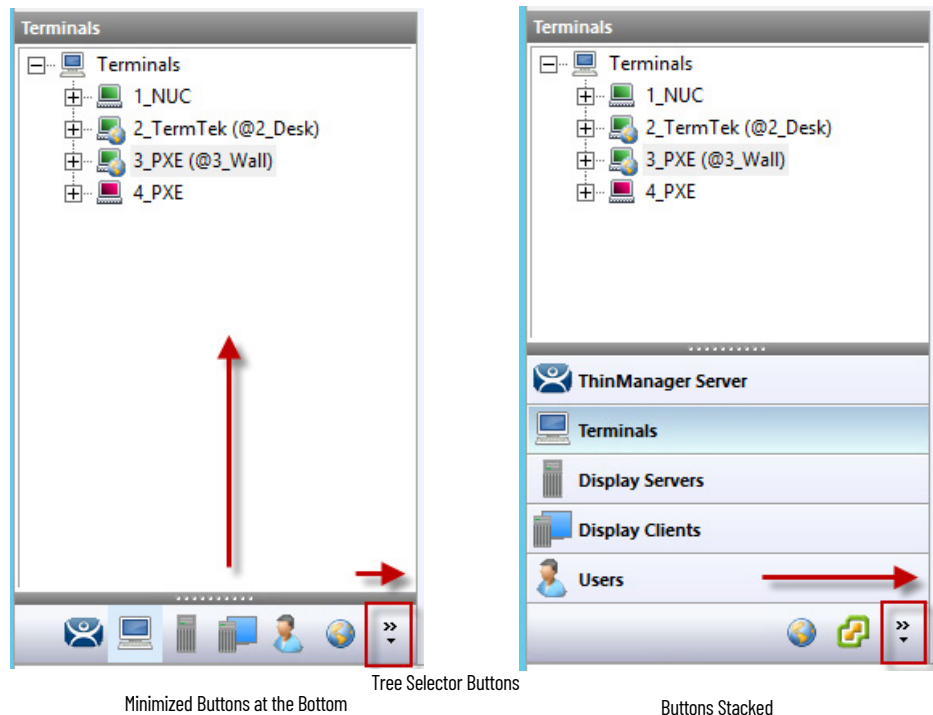 Terminals
Terminals
1_NUC
2_TermTek (@2_Desk)
3_PXE (@3_Wall)
4_PXE
Terminals
Terminals
1_NUC
2_TermTek (@2_Desk)
3_PXE (@3_Wall)
4_PXE
ThinManager Server
Terminals
Display Servers
Display Clients
Users
Tree Selector Buttons
Minimized Buttons at the Bottom
Buttons Stacked